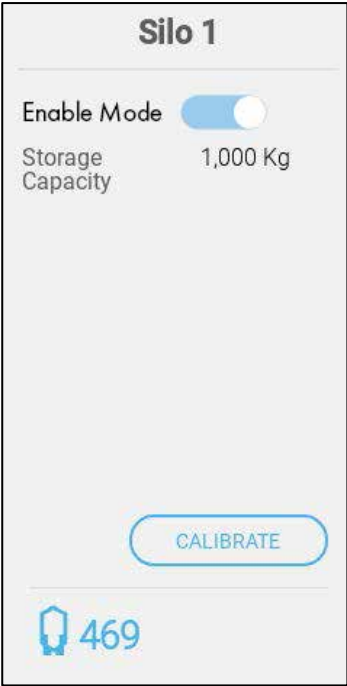 Silo 1
Enable Mode
Storage 1,000 Kg
Capacity
CALIBRATE
469